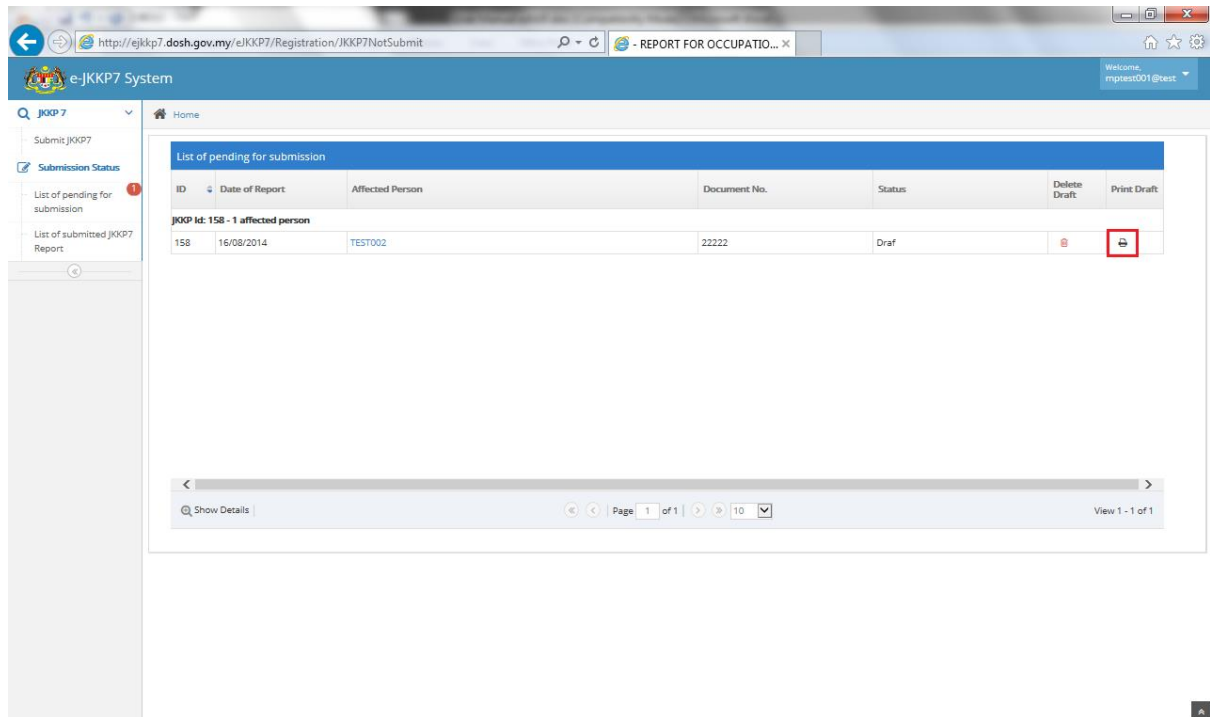 http://ejkkp7.dosh.gov.my/eJKKP7/Registration/JKKP7NotSubmit
- REPORT FOR OCCUPATIO...
e-JKKP7 System
Welcome,
mptest001@test
JKKP 7
Home
Submit JKKP7
Submission Status
List of pending for
submission
1
List of submitted JKKP7
Report
List of pending for submission
ID Date of Report Affected Person Document No. Status Delete Draft Print Draft
JKKP Id: 158 - 1 affected person
158 16/08/2014 TEST002 22222 Draf
Show Details Page 1 of 1 10 View 1 - 1 of 1